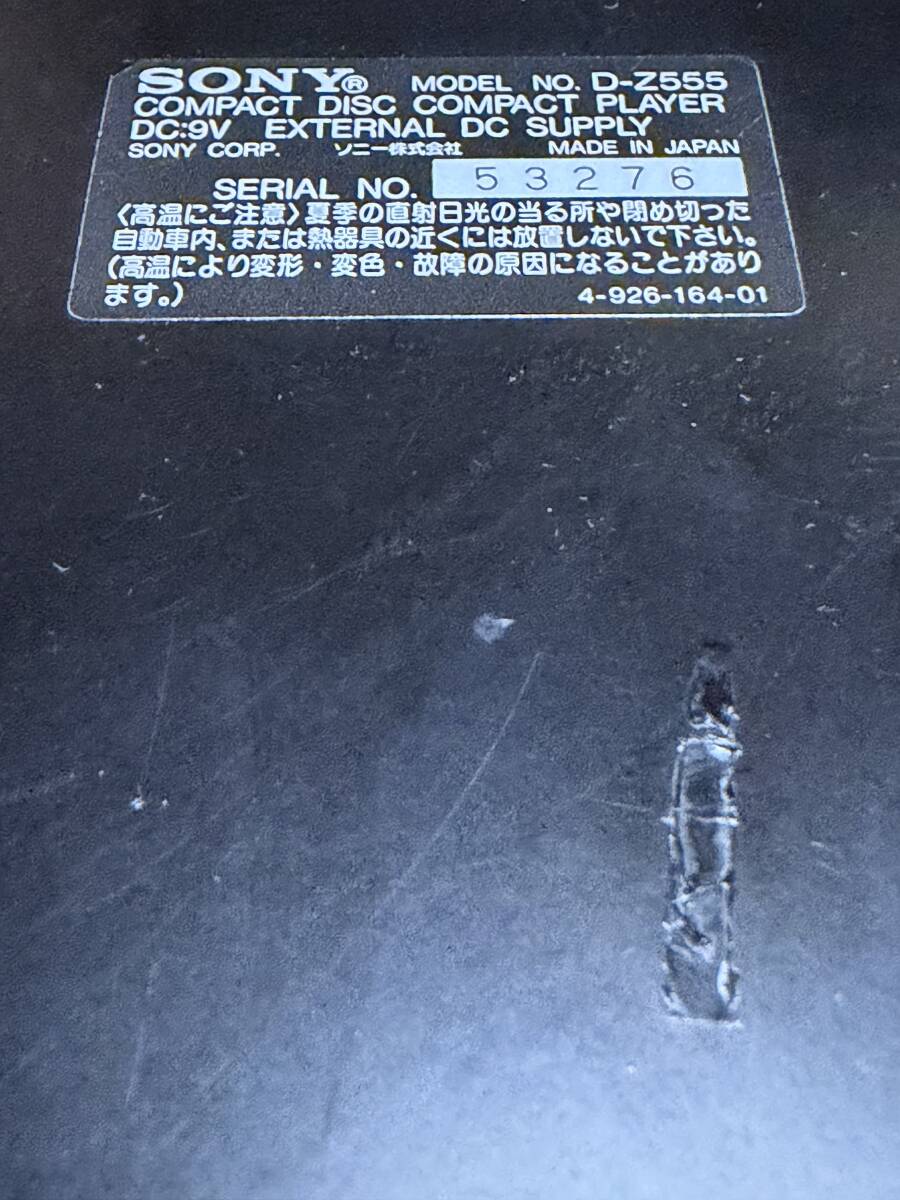 SONY® MODEL NO. D-Z555
COMPACT DISC COMPACT PLAYER
DC:9V EXTERNAL DC SUPPLY
SONY CORP. ソニー株式会社 MADE IN JAPAN
SERIAL NO. 53276
〈高温にご注意〉夏季の直射日光の当る所や閉め切った
自動車内、または熱器具の近くには放置しないで下さい。
(高温により変形・変色・故障の原因になることがあり
ます。)
4-926-164-01